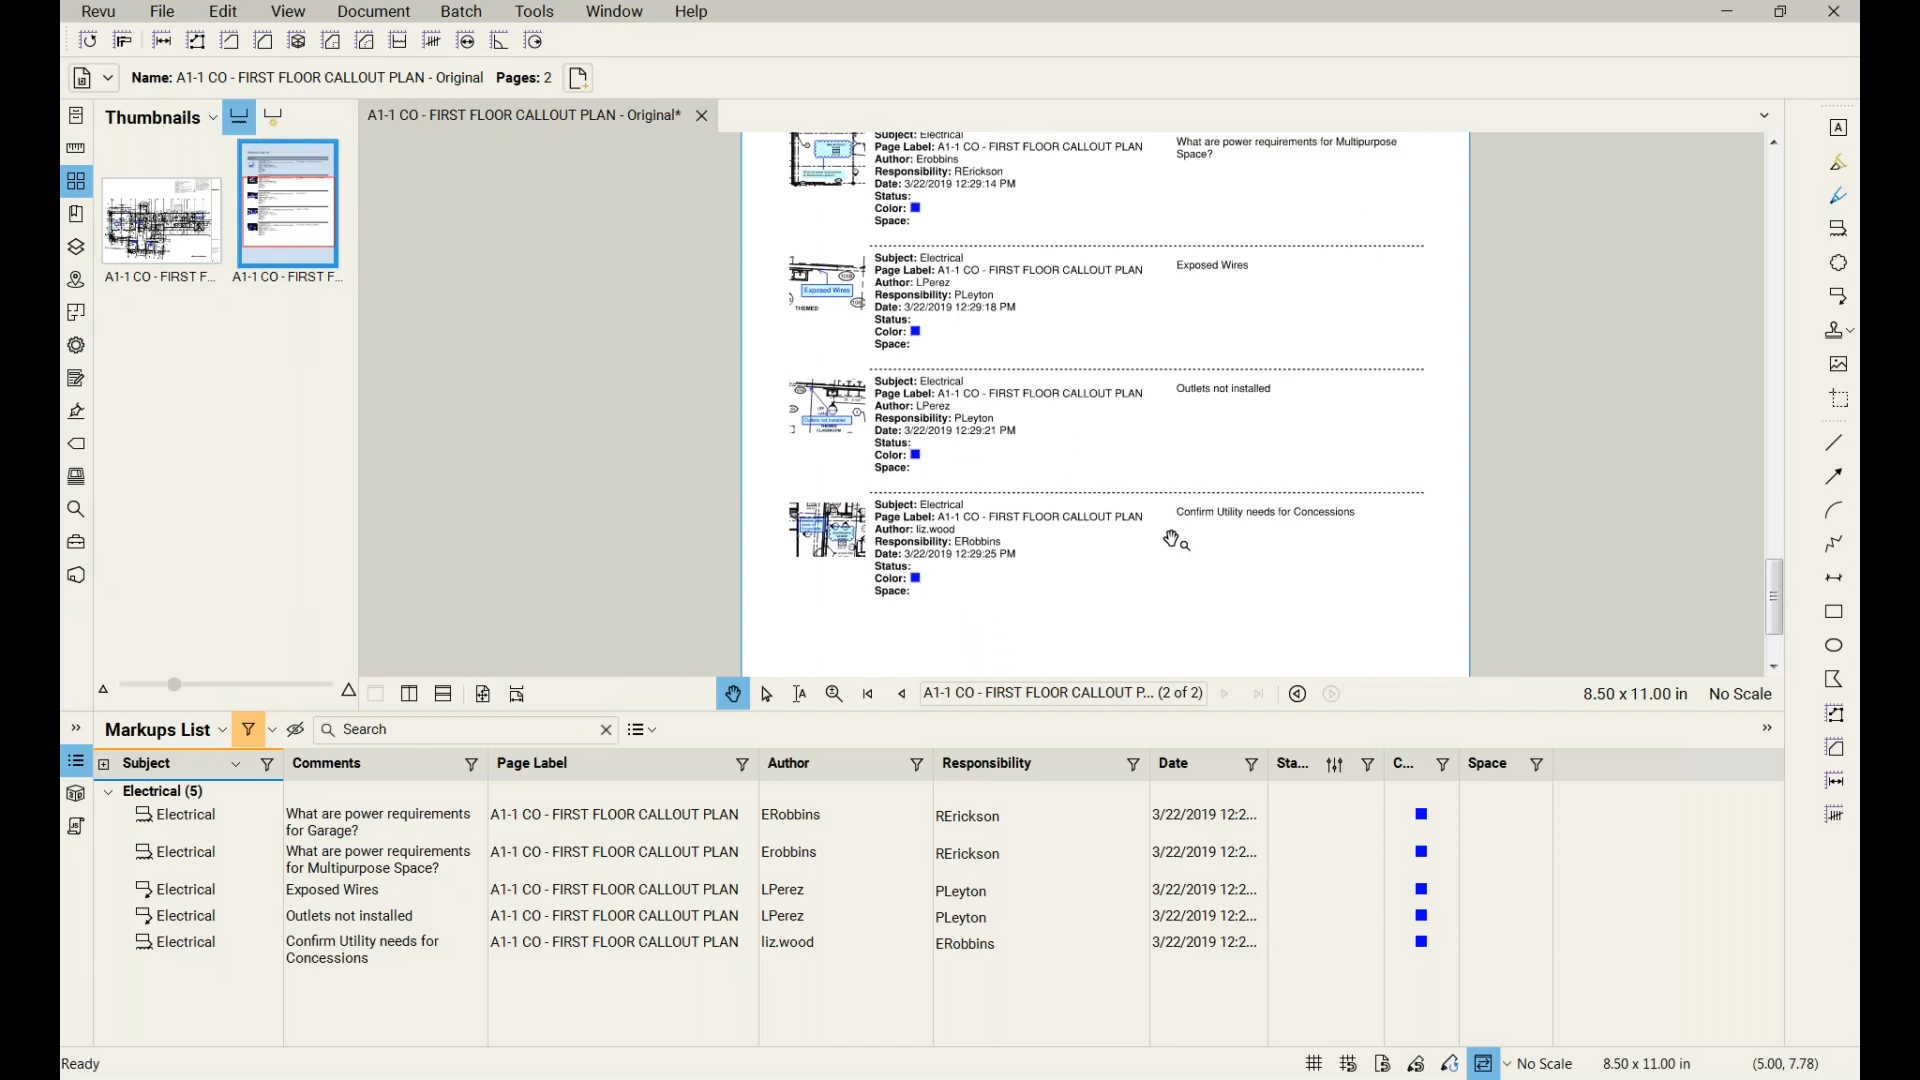 Revu File Edit View Document Batch Tools Window Help
Name: A1-1 CO - FIRST FLOOR CALLOUT PLAN - Original Pages: 2
Thumbnails
A1-1 CO - FIRST FLOOR CALLOUT PLAN - Original*
A1-1 CO - FIRST F... A1-1 CO - FIRST F...
Subject: Electrical
Page Label: A1-1 CO - FIRST FLOOR CALLOUT PLAN
Author: Erobbins
Responsibility: RErickson
Date: 3/22/2019 12:29:14 PM
Status:
Color:
Space:
What are power requirements for Multipurpose
Space?
Exposed Wires
THEMED
Subject: Electrical
Page Label: A1-1 CO - FIRST FLOOR CALLOUT PLAN
Author: LPerez
Responsibility: PLeyton
Date: 3/22/2019 12:29:18 PM
Status:
Color:
Space:
Exposed Wires
Outlets not installed
THEMED
CLASSROOM
Subject: Electrical
Page Label: A1-1 CO - FIRST FLOOR CALLOUT PLAN
Author: LPerez
Responsibility: PLeyton
Date: 3/22/2019 12:29:21 PM
Status:
Color:
Space:
Outlets not installed
Subject: Electrical
Page Label: A1-1 CO - FIRST FLOOR CALLOUT PLAN
Author: liz.wood
Responsibility: ERobbins
Date: 3/22/2019 12:29:25 PM
Status:
Color:
Space:
Confirm Utility needs for Concessions
A1-1 CO - FIRST FLOOR CALLOUT P... (2 of 2)
8.50 x 11.00 in No Scale
Markups List Search
Subject Comments Page Label Author Responsibility Date Sta... C... Space
Electrical (5)
Electrical What are power requirements A1-1 CO - FIRST FLOOR CALLOUT PLAN ERobbins RErickson 3/22/2019 12:2...
for Garage?
Electrical What are power requirements A1-1 CO - FIRST FLOOR CALLOUT PLAN Erobbins RErickson 3/22/2019 12:2...
for Multipurpose Space?
Electrical Exposed Wires A1-1 CO - FIRST FLOOR CALLOUT PLAN LPerez PLeyton 3/22/2019 12:2...
Electrical Outlets not installed A1-1 CO - FIRST FLOOR CALLOUT PLAN LPerez PLeyton 3/22/2019 12:2...
Electrical Confirm Utility needs for A1-1 CO - FIRST FLOOR CALLOUT PLAN liz.wood ERobbins 3/22/2019 12:2...
Concessions
Ready No Scale 8.50 x 11.00 in (5.00, 7.78)